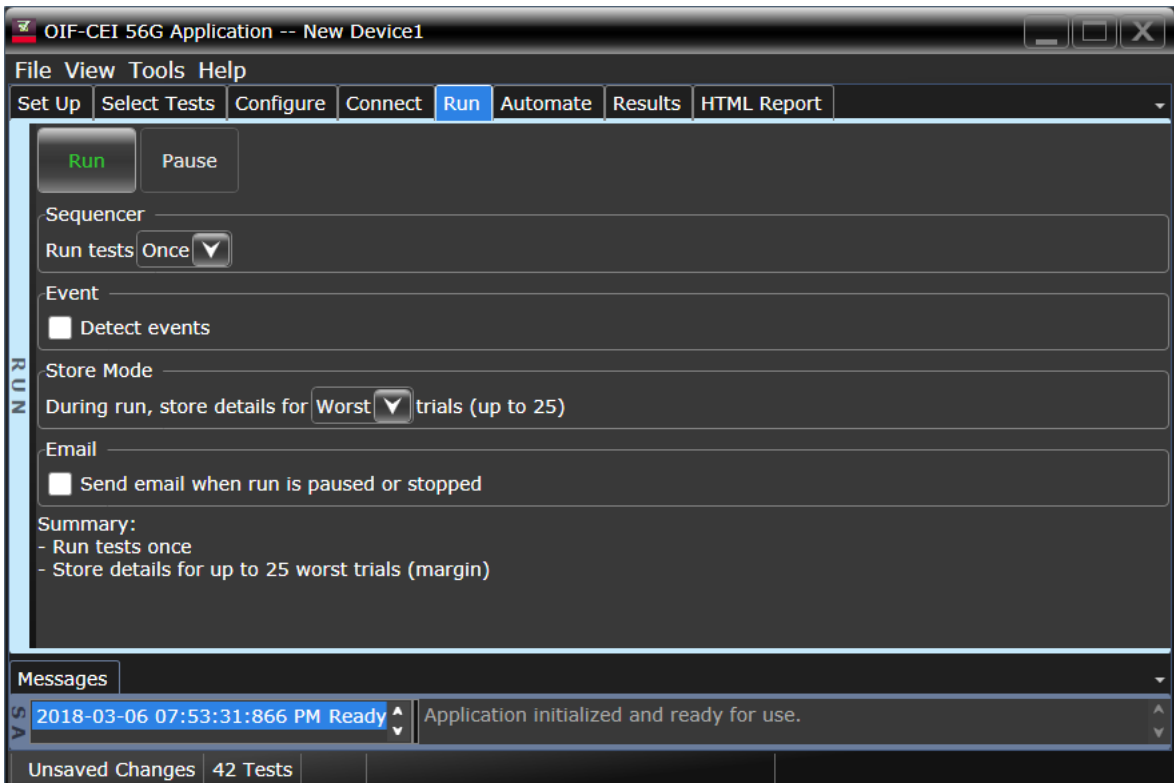 OIF-CEI 56G Application -- New Device1
File View Tools Help
Set Up Select Tests Configure Connect Run Automate Results HTML Report
Run Pause
Sequencer
Run tests Once
Event
Detect events
RUN
Store Mode
During run, store details for Worst trials (up to 25)
Email
Send email when run is paused or stopped
Summary:
- Run tests once
- Store details for up to 25 worst trials (margin)
Messages
SA
2018-03-06 07:53:31:866 PM Ready Application initialized and ready for use.
Unsaved Changes 42 Tests